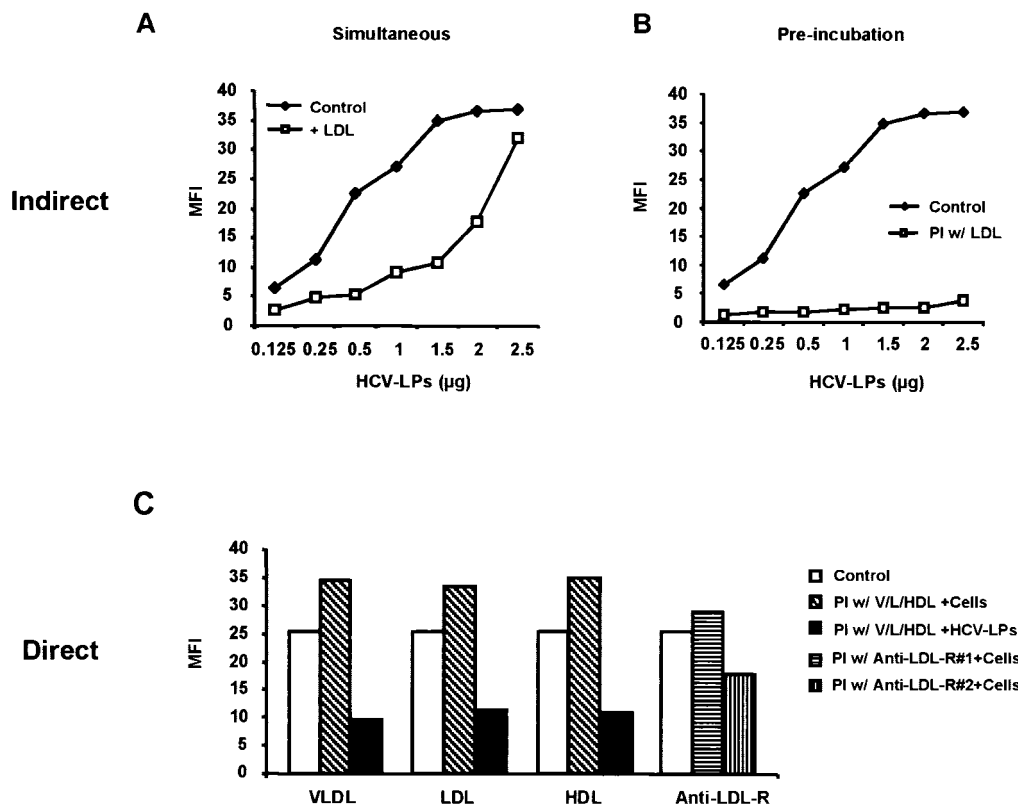 A
Simultaneous
B
Pre-incubation
Indirect
MFI
40
35
30
25
20
15
10
5
0
Control
+ LDL
0.125 0.25 0.5 1 1.5 2 2.5
HCV-LPs (µg)
MFI
40
35
30
25
20
15
10
5
0
Control
PI w/ LDL
0.125 0.25 0.5 1 1.5 2 2.5
HCV-LPs (µg)
C
Direct
MFI
40
35
30
25
20
15
10
5
0
VLDL LDL HDL Anti-LDL-R
Control
PI w/ V/L/HDL +Cells
PI w/ V/L/HDL +HCV-LPs
PI w/ Anti-LDL-R#1+Cells
PI w/ Anti-LDL-R#2+Cells